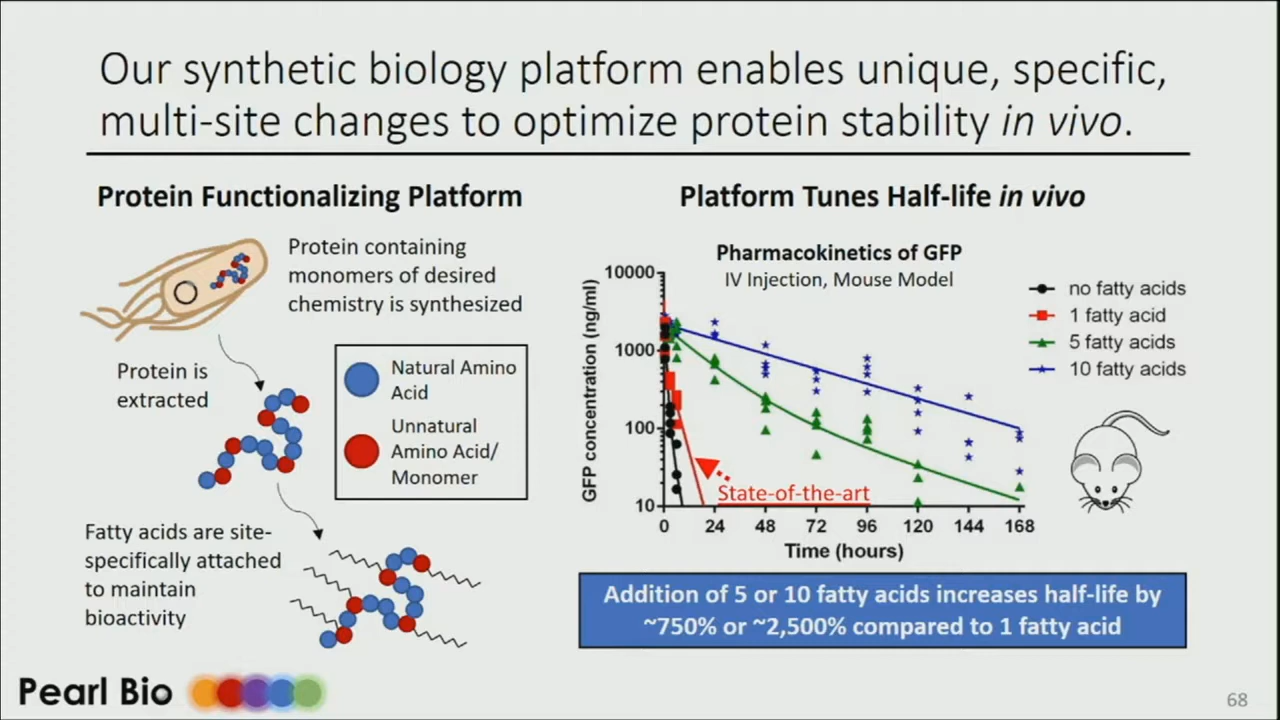 Our synthetic biology platform enables unique, specific,
multi-site changes to optimize protein stability in vivo.
Protein Functionalizing Platform
Protein containing
monomers of desired
chemistry is synthesized
Protein is
extracted
Natural Amino
Acid
Unnatural
Amino Acid/
Monomer
Fatty acids are site-
specifically attached
to maintain
bioactivity
Platform Tunes Half-life in vivo
Pharmacokinetics of GFP
IV Injection, Mouse Model
GFP concentration (ng/ml)
10000
1000
100
10
0 24 48 72 96 120 144 168
Time (hours)
State-of-the-art
no fatty acids
1 fatty acid
5 fatty acids
10 fatty acids
Addition of 5 or 10 fatty acids increases half-life by
~750% or ~2,500% compared to 1 fatty acid
Pearl Bio
68